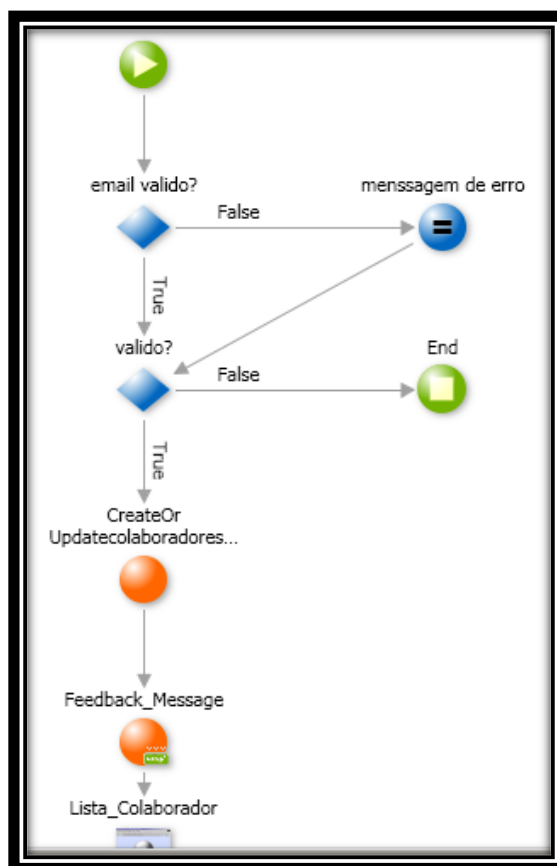 email valido?
menssagem de erro
False
True
valido?
End
False
True
CreateOr
Updatecolaboradores...
Feedback_Message
Lista_Colaborador